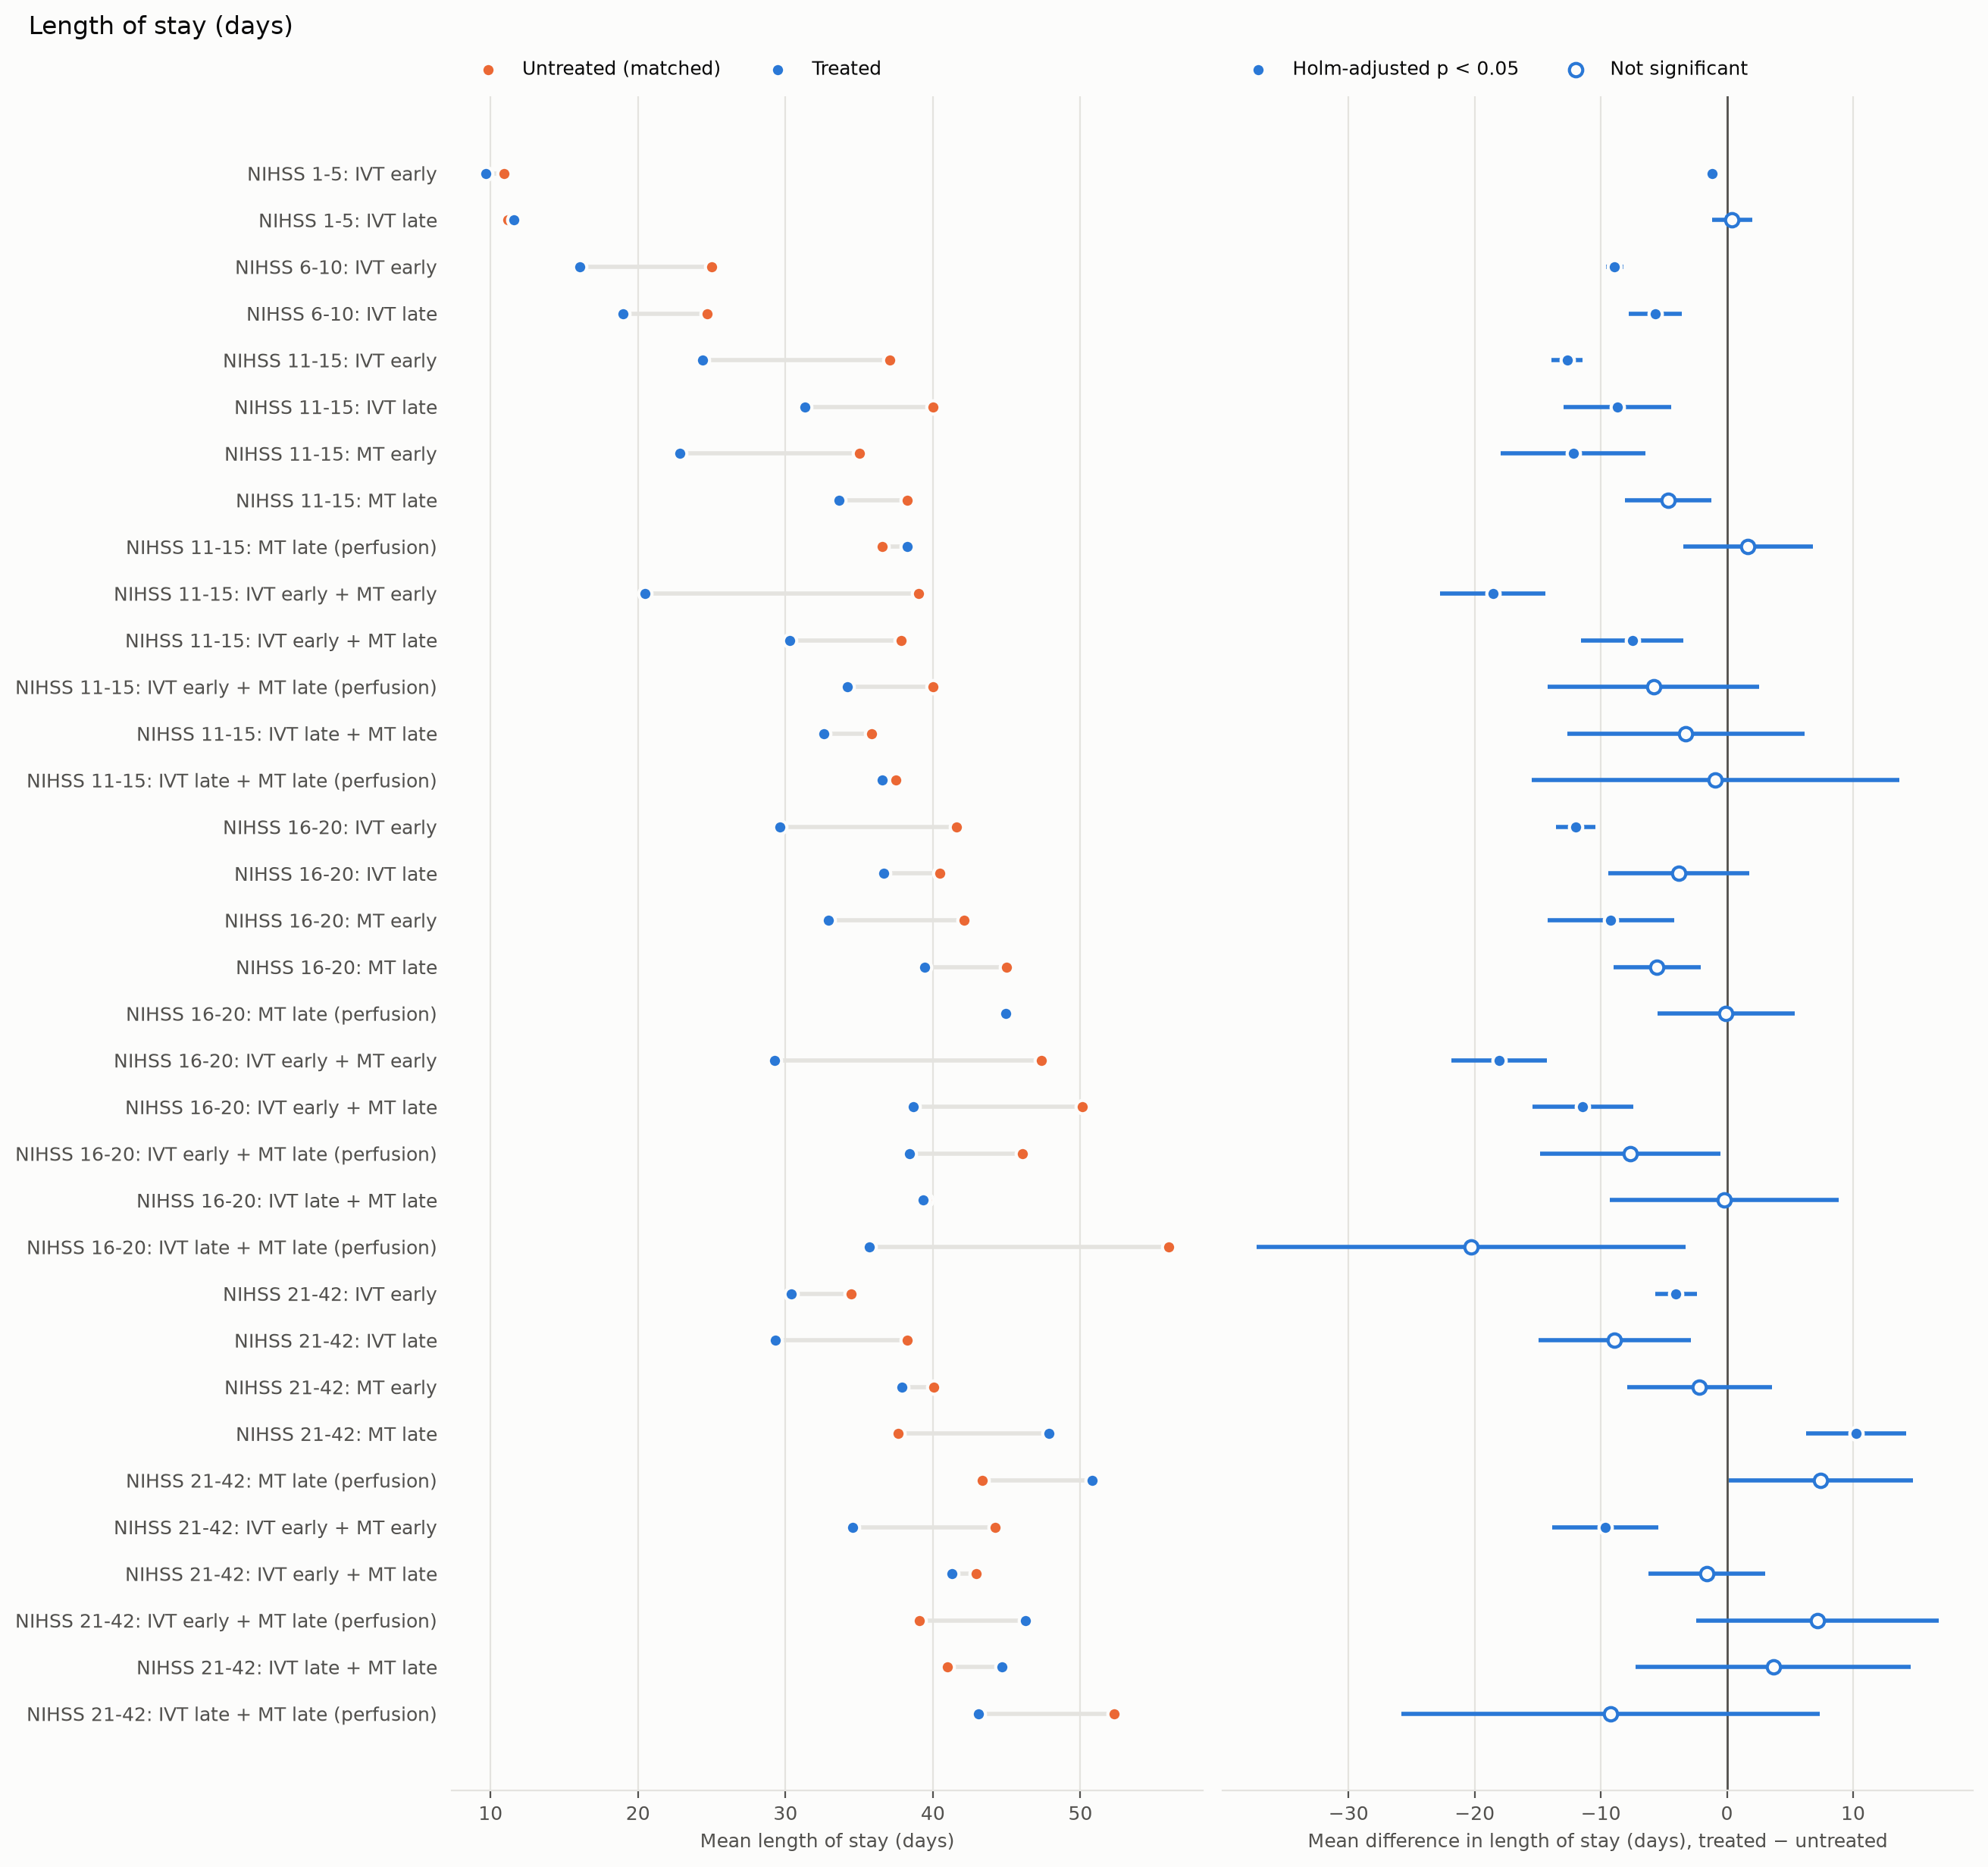 Length of stay (days)
Untreated (matched) Treated Holm-adjusted p < 0.05 Not significant
NIHSS 1-5: IVT early
NIHSS 1-5: IVT late
NIHSS 6-10: IVT early
NIHSS 6-10: IVT late
NIHSS 11-15: IVT early
NIHSS 11-15: IVT late
NIHSS 11-15: MT early
NIHSS 11-15: MT late
NIHSS 11-15: MT late (perfusion)
NIHSS 11-15: IVT early + MT early
NIHSS 11-15: IVT early + MT late
NIHSS 11-15: IVT early + MT late (perfusion)
NIHSS 11-15: IVT late + MT late
NIHSS 11-15: IVT late + MT late (perfusion)
NIHSS 16-20: IVT early
NIHSS 16-20: IVT late
NIHSS 16-20: MT early
NIHSS 16-20: MT late
NIHSS 16-20: MT late (perfusion)
NIHSS 16-20: IVT early + MT early
NIHSS 16-20: IVT early + MT late
NIHSS 16-20: IVT early + MT late (perfusion)
NIHSS 16-20: IVT late + MT late
NIHSS 16-20: IVT late + MT late (perfusion)
NIHSS 21-42: IVT early
NIHSS 21-42: IVT late
NIHSS 21-42: MT early
NIHSS 21-42: MT late
NIHSS 21-42: MT late (perfusion)
NIHSS 21-42: IVT early + MT early
NIHSS 21-42: IVT early + MT late
NIHSS 21-42: IVT early + MT late (perfusion)
NIHSS 21-42: IVT late + MT late
NIHSS 21-42: IVT late + MT late (perfusion)
10 20 30 40 50 −30 −20 −10 0 10
Mean length of stay (days) Mean difference in length of stay (days), treated − untreated